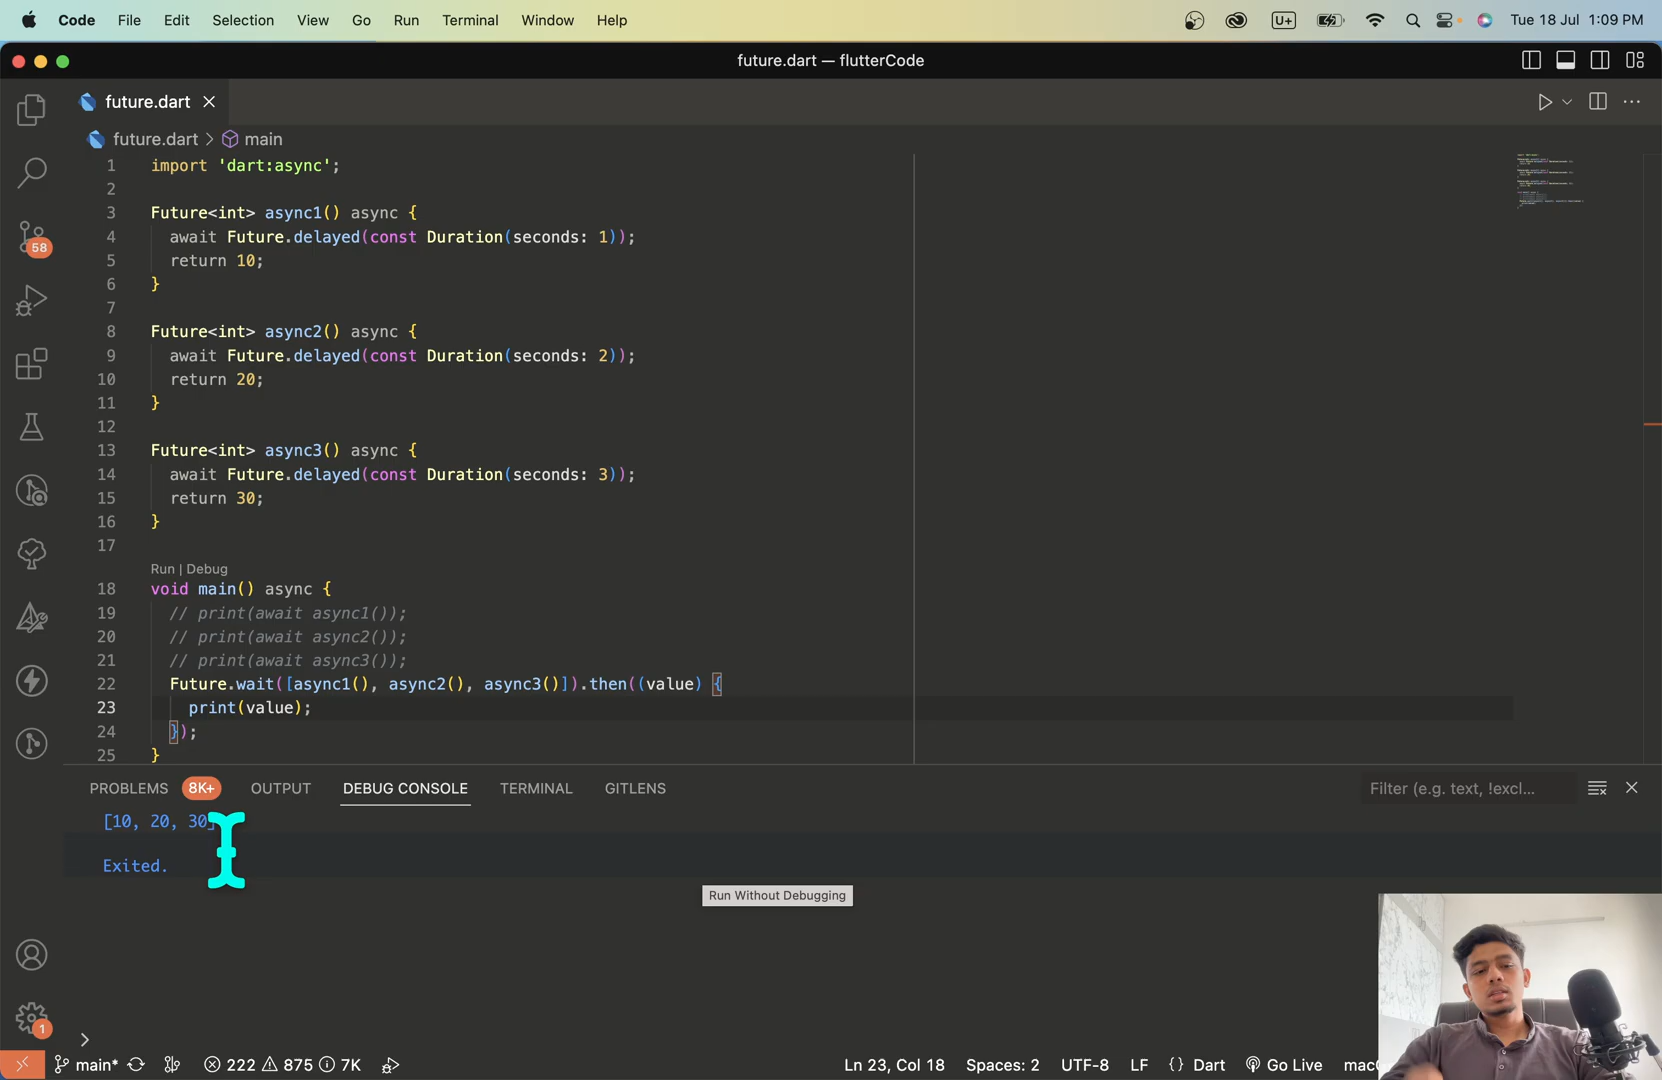 Code File Edit Selection View Go Run Terminal Window Help U+ Tue 18 Jul 1:09 PM
future.dart — flutterCode
future.dart
future.dart > main
1 import 'dart:async';
2
3 Future<int> async1() async {
4 await Future.delayed(const Duration(seconds: 1));
5 return 10;
6 }
7
8 Future<int> async2() async {
9 await Future.delayed(const Duration(seconds: 2));
10 return 20;
11 }
12
13 Future<int> async3() async {
14 await Future.delayed(const Duration(seconds: 3));
15 return 30;
16 }
17
Run | Debug
18 void main() async {
19 // print(await async1());
20 // print(await async2());
21 // print(await async3());
22 Future.wait([async1(), async2(), async3()]).then((value) {
23 print(value);
24 });
25 }
58
PROBLEMS 8K+ OUTPUT DEBUG CONSOLE TERMINAL GITLENS Filter (e.g. text, !excl...
[10, 20, 30]
Exited.
Run Without Debugging
1
>
main* 222 875 7K Ln 23, Col 18 Spaces: 2 UTF-8 LF {} Dart Go Live